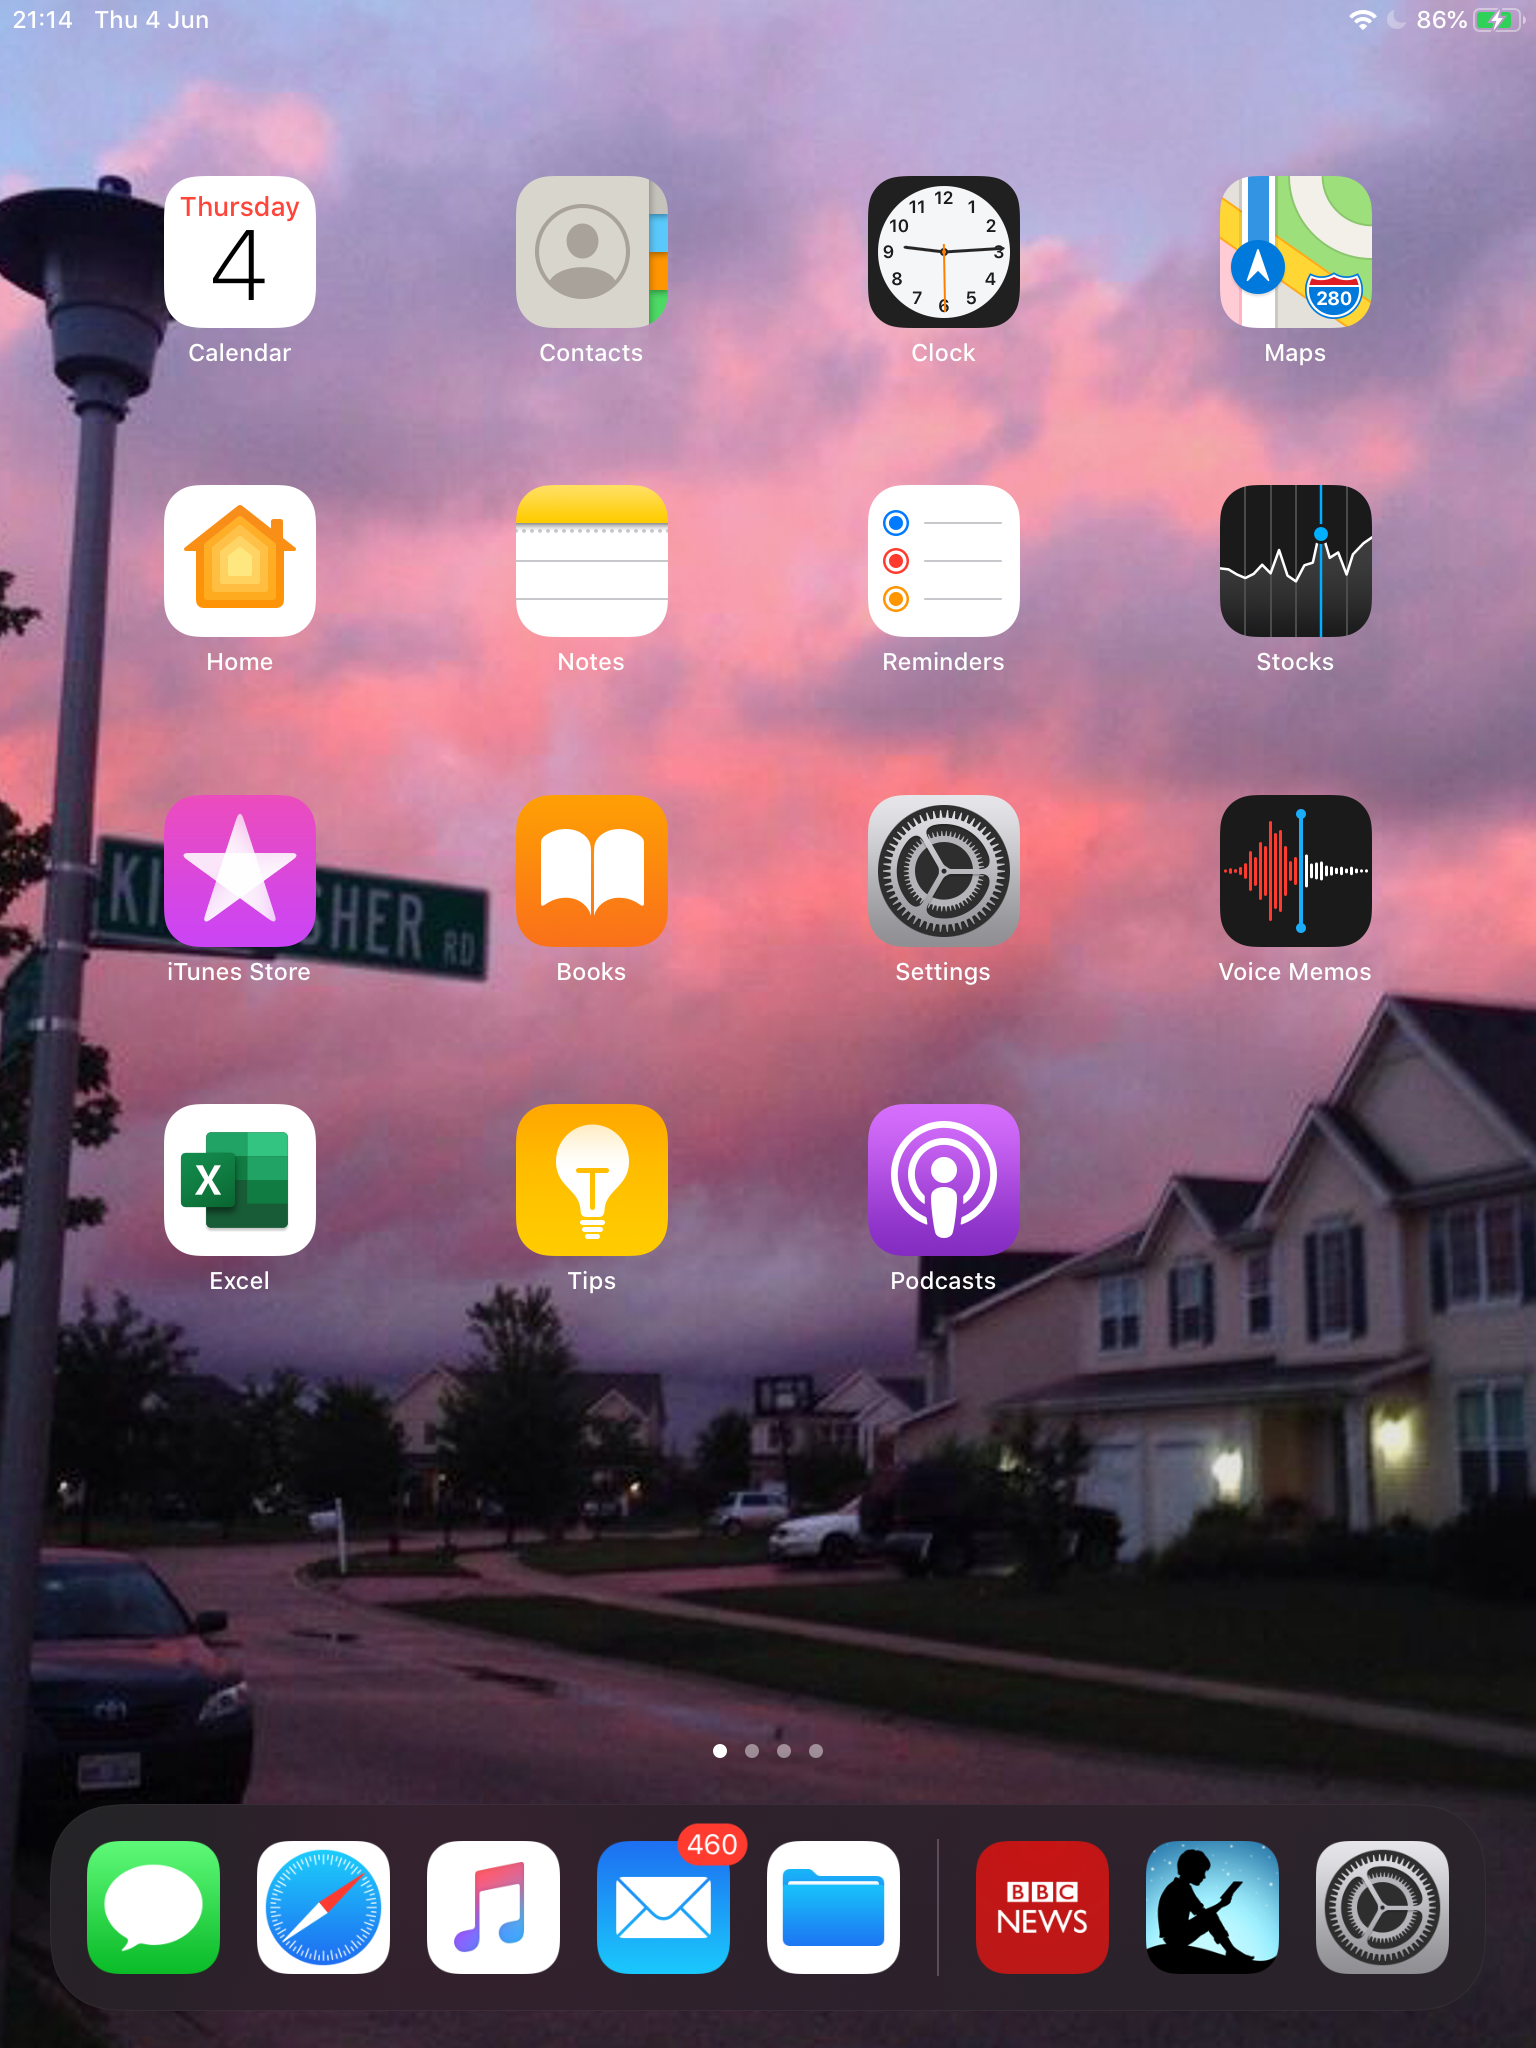 21:14 Thu 4 Jun 86%
Thursday
4
12
11 1
10 2
9 3
8 4
7 5
6
280
Calendar Contacts Clock Maps
Home Notes Reminders Stocks
SHER RD
iTunes Store Books Settings Voice Memos
X
Excel Tips Podcasts
460
BBC
NEWS